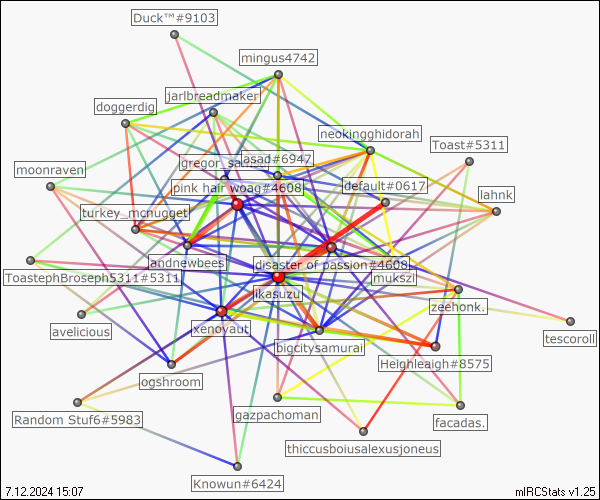 Duck™#9103
mingus4742
jarlbreadmaker
doggerdig
neokingghidorah
Toast#5311
asad#6947
moonraven
pink hair woag#4608
default#0617
lahnk
turkey_mcnugget
andrewbees
disaster of passion#4608
ToastephBroseph5311#5311
mukszi
ikasuzu
zeehonk.
avelicious
xenoyaut
tescoroll
bigcitysamurai
Heighleaigh#8575
ogshroom
gazpachoman
Random Stuf6#5983
facadas.
thiccusboiusalexusjoneus
Knowun#6424
7.12.2024 15:07
mIRCStats v1.25